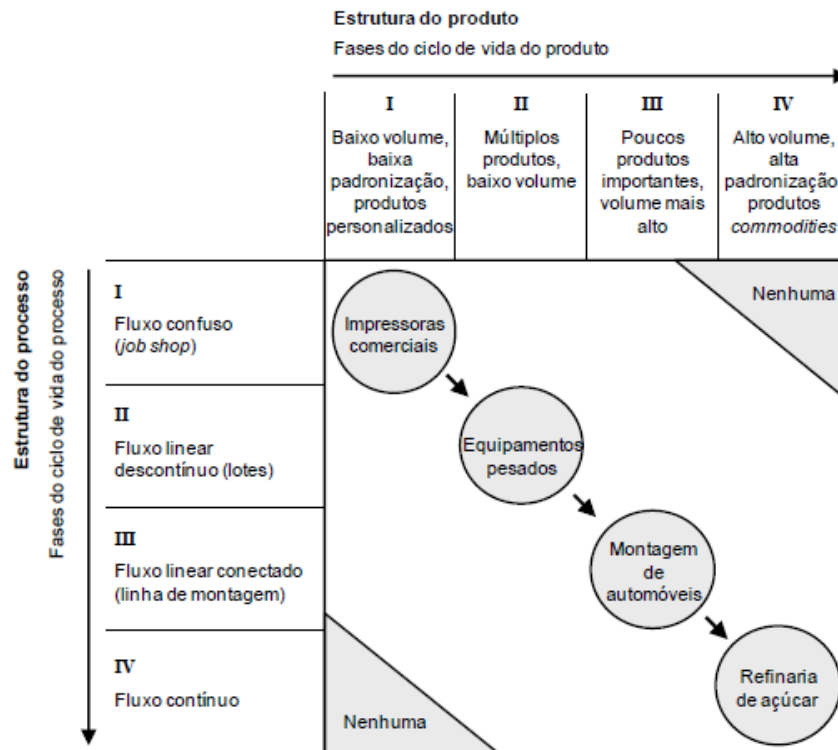 Estrutura do produto
Fases do ciclo de vida do produto
I
Baixo volume,
baixa
padronização,
produtos
personalizados
II
Múltiplos
produtos,
baixo volume
III
Poucos
produtos
importantes,
volume mais
alto
IV
Alto volume,
alta
padronização
produtos
commodities
Estrutura do processo
Fases do ciclo de vida do processo
I
Fluxo confuso
(job shop)
Impressoras
comerciais
Nenhuma
II
Fluxo linear
descontínuo (lotes)
Equipamentos
pesados
III
Fluxo linear conectado
(linha de montagem)
Montagem
de
automóveis
IV
Fluxo contínuo
Nenhuma
Refinaria
de açúcar